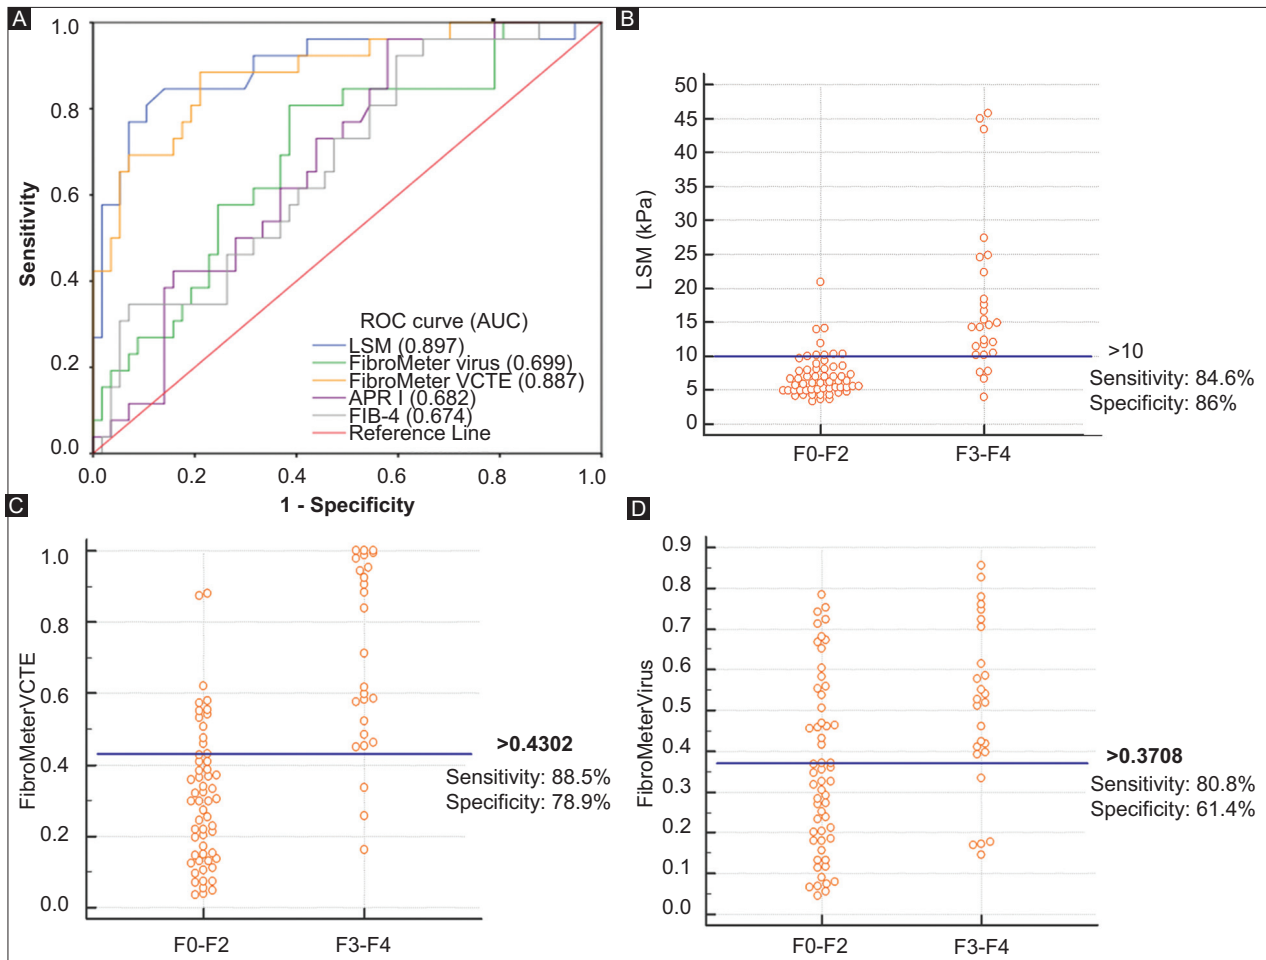 A
1.0
0.8
0.6
0.4
0.2
0.0
Sensitivity
ROC curve (AUC)
LSM (0.897)
FibroMeter virus (0.699)
FibroMeter VCTE (0.887)
APR I (0.682)
FIB-4 (0.674)
Reference Line
0.0 0.2 0.4 0.6 0.8 1.0
1 - Specificity
B
50
45
40
35
30
25
20
15
10
5
0
LSM (kPa)
>10
Sensitivity: 84.6%
Specificity: 86%
F0-F2 F3-F4
C
1.0
0.8
0.6
0.4
0.2
0.0
FibroMeterVCTE
>0.4302
Sensitivity: 88.5%
Specificity: 78.9%
F0-F2 F3-F4
D
0.9
0.8
0.7
0.6
0.5
0.4
0.3
0.2
0.1
0.0
FibroMeterVirus
>0.3708
Sensitivity: 80.8%
Specificity: 61.4%
F0-F2 F3-F4